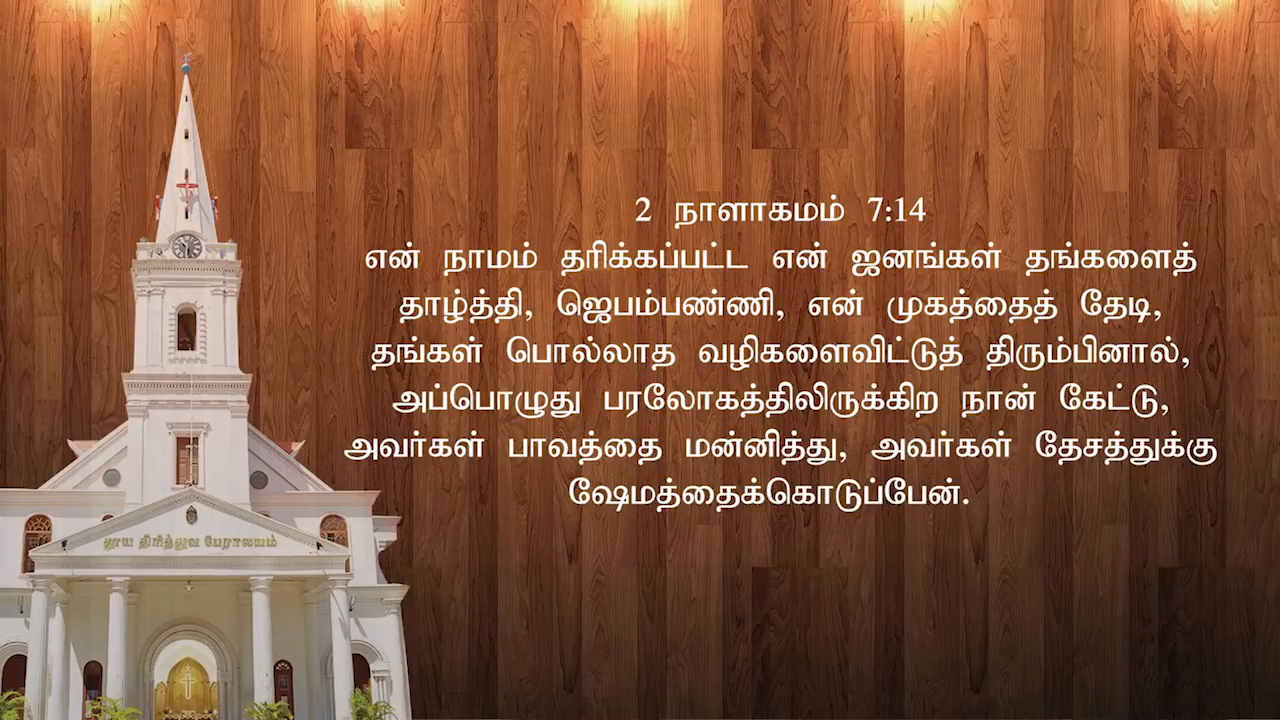 2 நாளாகமம் 7:14
என் நாமம் தரிக்கப்பட்ட என் ஜனங்கள் தங்களைத்
தாழ்த்தி, ஜெபம்பண்ணி, என் முகத்தைத் தேடி,
தங்கள் பொல்லாத வழிகளைவிட்டுத் திரும்பினால்,
அப்பொழுது பரலோகத்திலிருக்கிற நான் கேட்டு,
அவர்கள் பாவத்தை மன்னித்து, அவர்கள் தேசத்துக்கு
ஷேமத்தைக்கொடுப்பேன்.
தூய திரித்துவ பேராலயம்